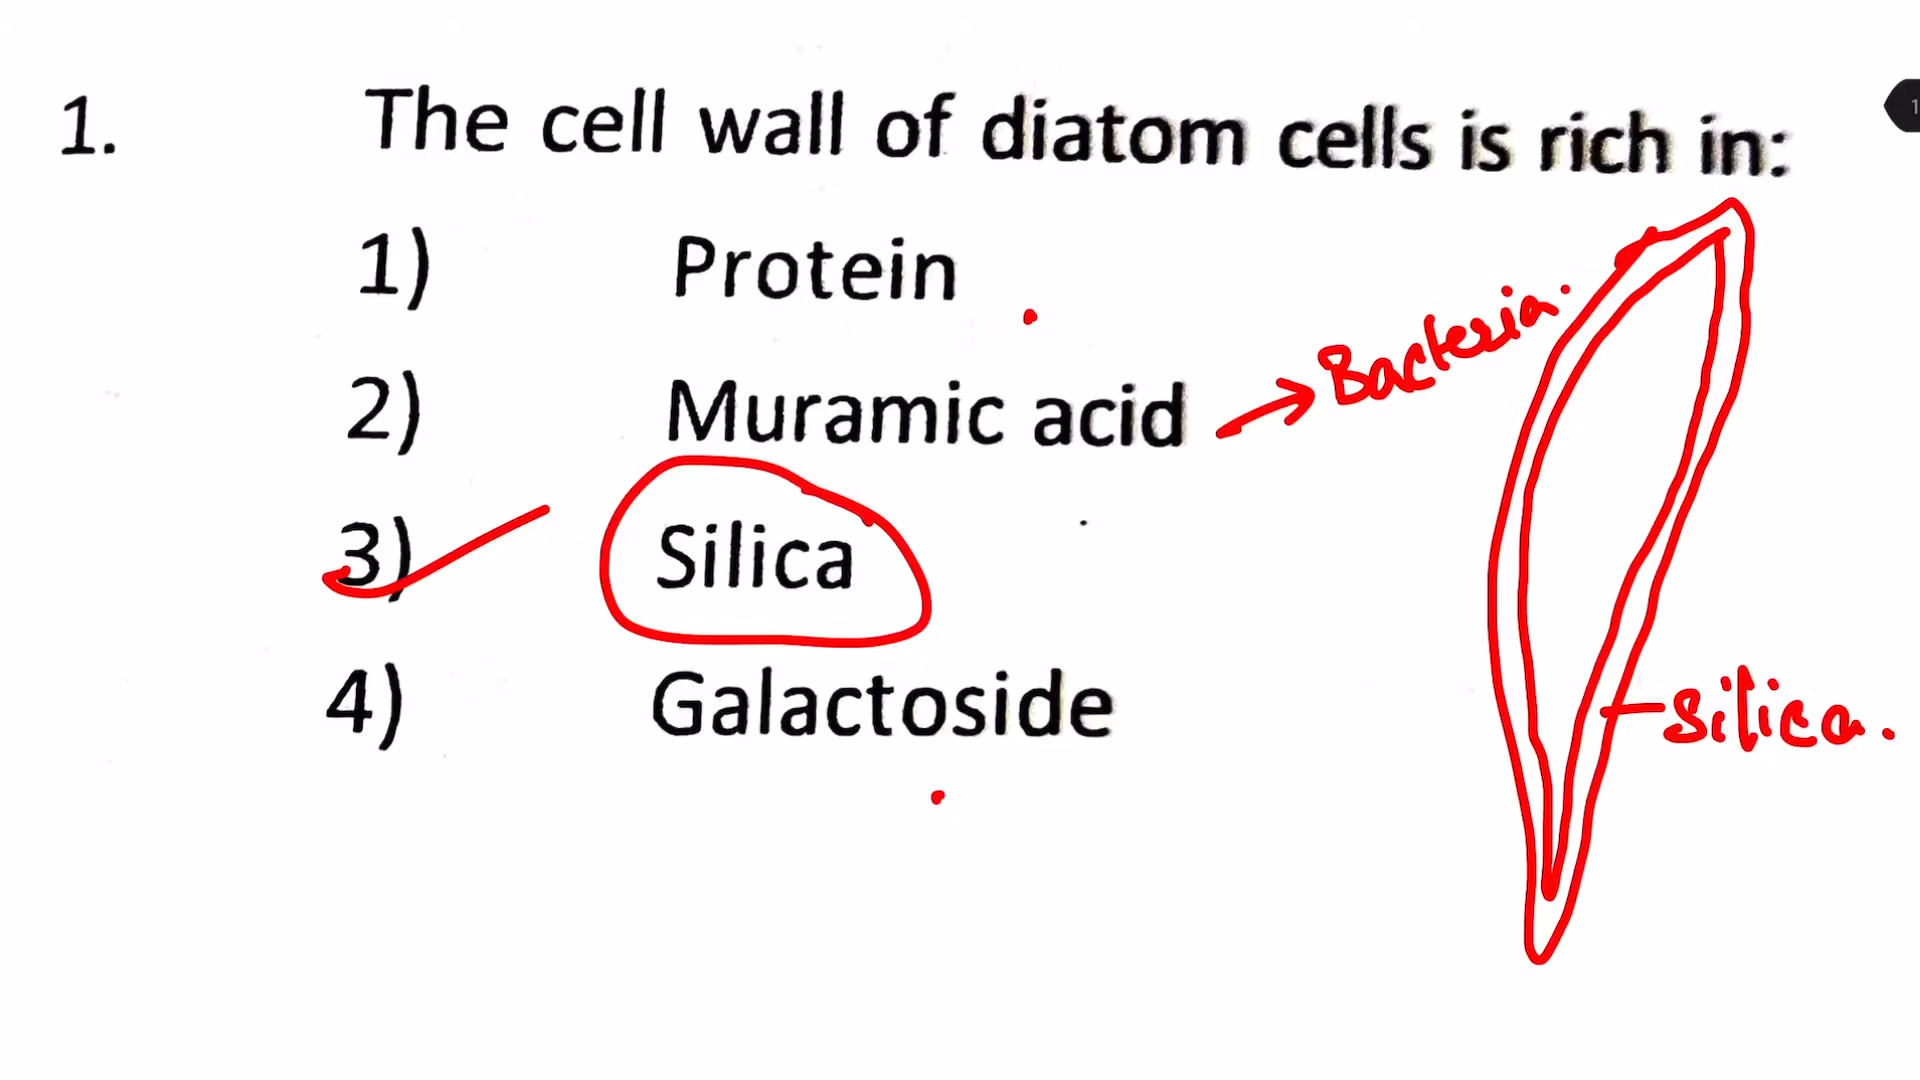 1. The cell wall of diatom cells is rich in:
1) Protein
2) Muramic acid → Bacteria.
3) Silica
4) Galactoside
Silica.
1